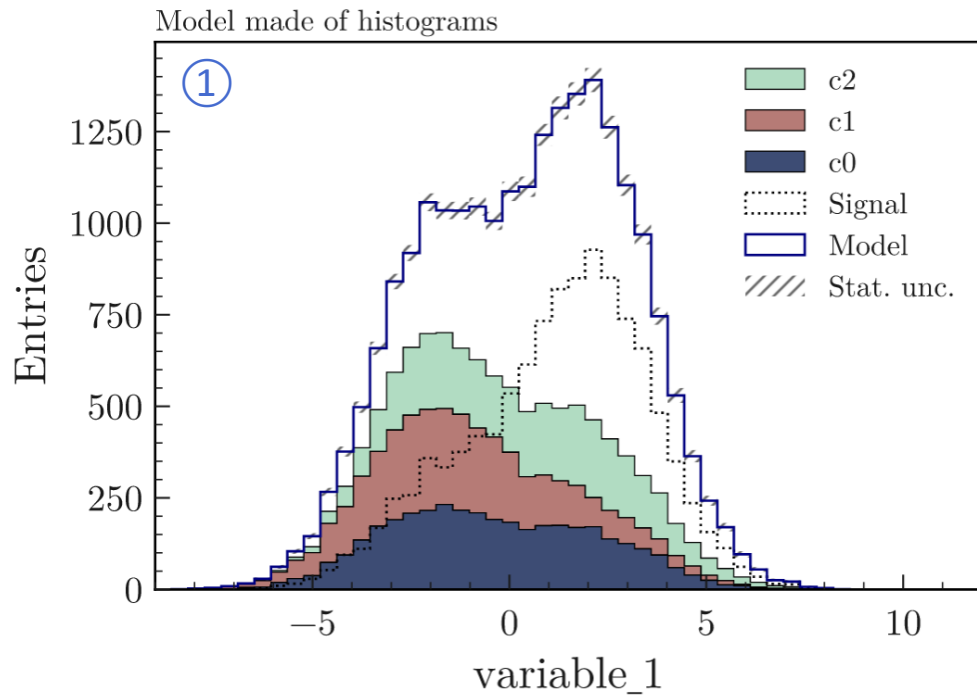 Model made of histograms
①
c2
c1
c0
Signal
Model
Stat. unc.
Entries
1250
1000
750
500
250
0
−5
0
5
10
variable_1